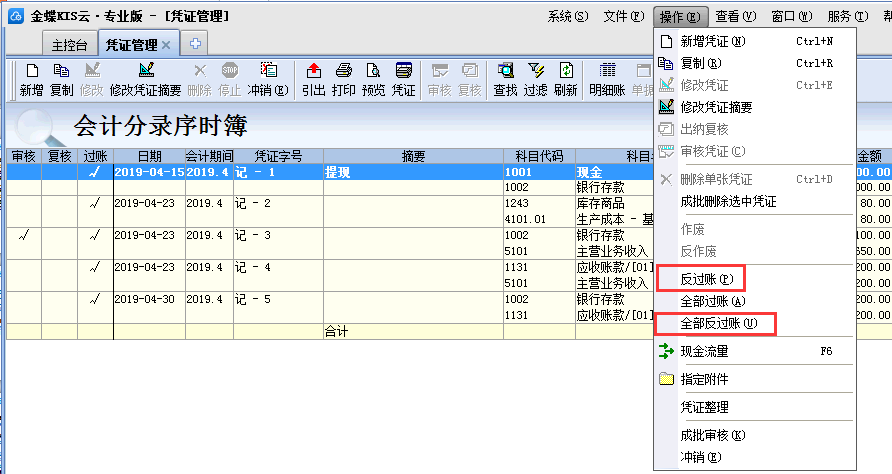 金蝶KIS云·专业版 - [凭证管理]
系统(S) 文件(F) 操作(E) 查看(V) 窗口(W) 服务(T)
主控台 凭证管理
新增 复制 修改 修改凭证摘要 删除 停止 冲销(E) 引出 打印 预览 凭证 审核 复核 查找 过滤 刷新 明细账 单据
会计分录序时簿
审核 复核 过账 日期 会计期间 凭证字号 摘要 科目代码 科目 金额
2019-04-15 2019.4 记 - 1 提现 1001 现金 00.00
1002 银行存款 000.00
2019-04-23 2019.4 记 - 2 1243 库存商品 80.00
4101.01 生产成本 - 基 80.00
2019-04-23 2019.4 记 - 3 1002 银行存款 100.00
5101 主营业务收入 650.00
2019-04-23 2019.4 记 - 4 1131 应收账款/[01] 200.00
5101 主营业务收入 200.00
2019-04-30 2019.4 记 - 5 1002 银行存款 200.00
1131 应收账款/[01] 200.00
合计
新增凭证(N) Ctrl+N
复制(R) Ctrl+R
修改凭证 Ctrl+E
修改凭证摘要
出纳复核
审核凭证(C)
删除单张凭证 Ctrl+D
成批删除选中凭证
作废
反作废
反过账(P)
全部过账(A)
全部反过账(U)
现金流量 F6
指定附件
凭证整理
成批审核(K)
冲销(E)